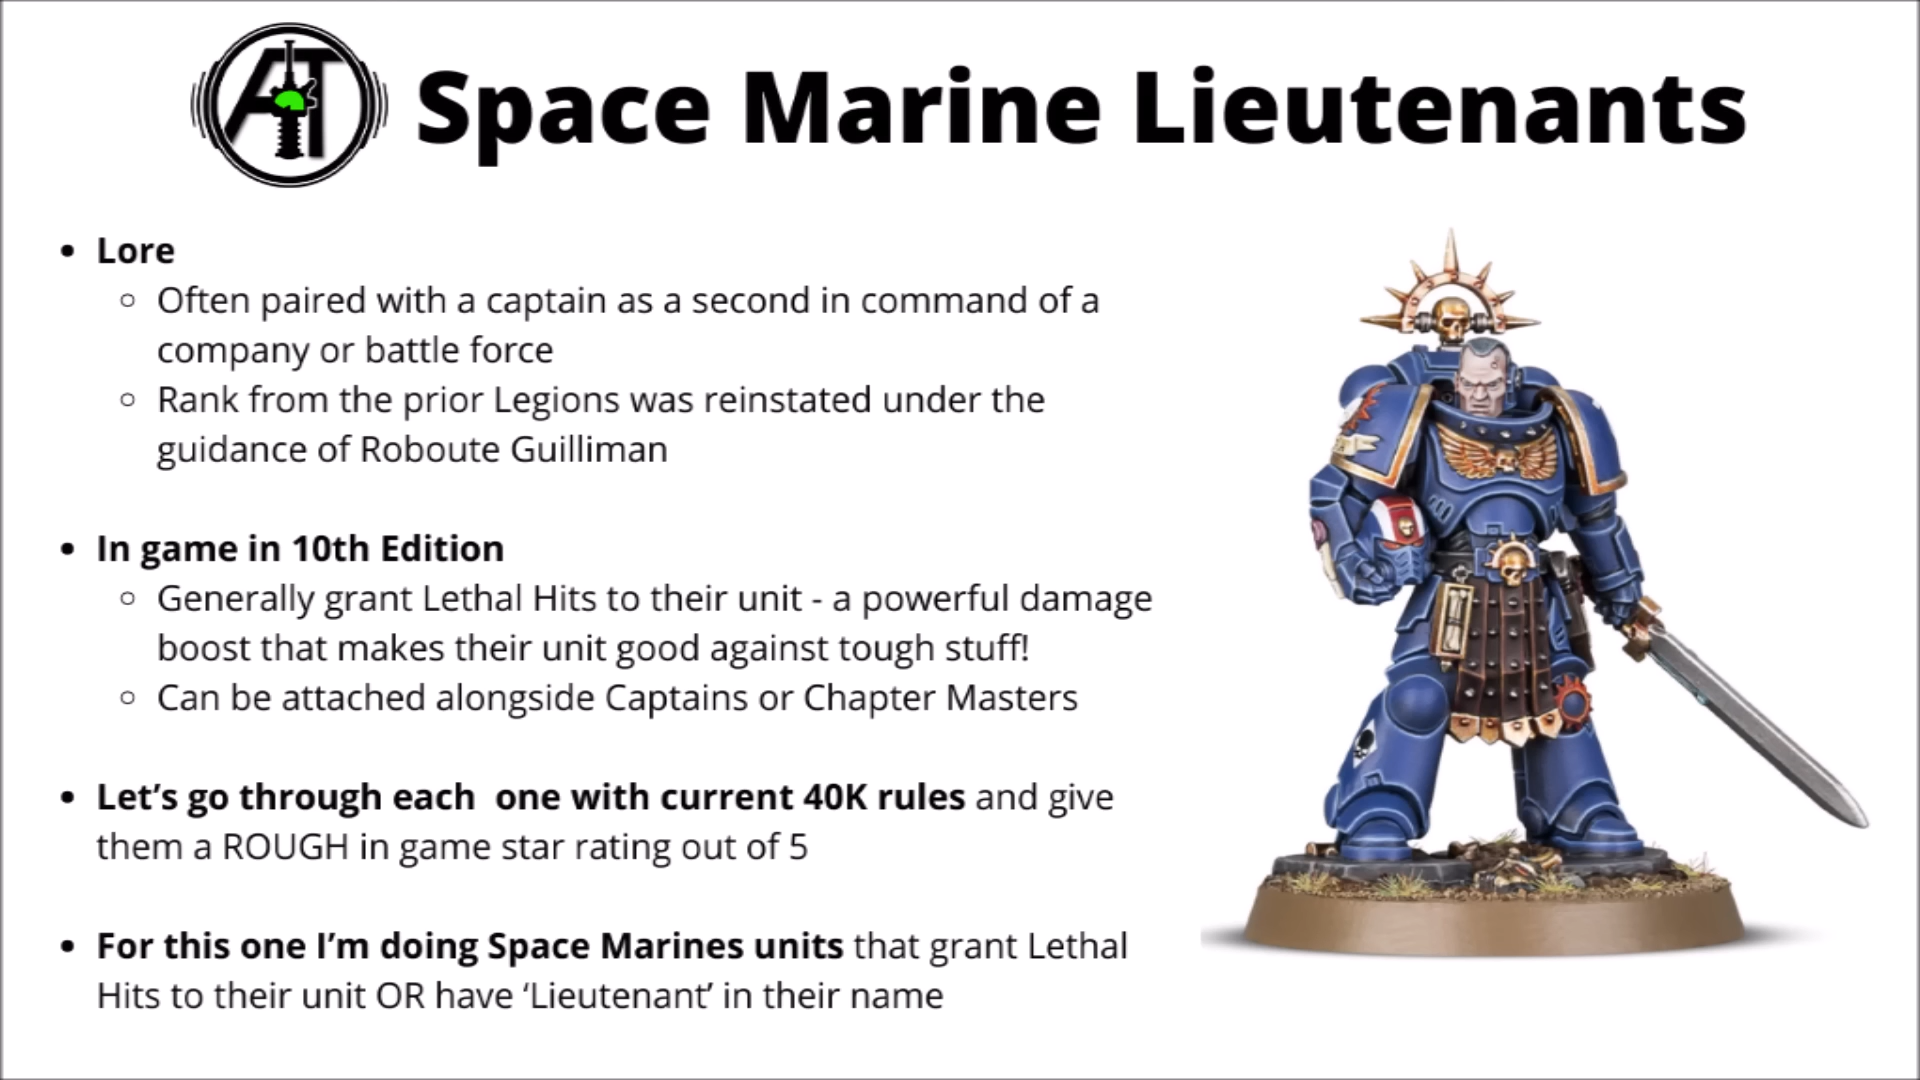 AT Space Marine Lieutenants
• Lore
○ Often paired with a captain as a second in command of a
company or battle force
○ Rank from the prior Legions was reinstated under the
guidance of Roboute Guilliman
• In game in 10th Edition
○ Generally grant Lethal Hits to their unit - a powerful damage
boost that makes their unit good against tough stuff!
○ Can be attached alongside Captains or Chapter Masters
• Let’s go through each  one with current 40K rules and give
them a ROUGH in game star rating out of 5
• For this one I’m doing Space Marines units that grant Lethal
Hits to their unit OR have ‘Lieutenant’ in their name